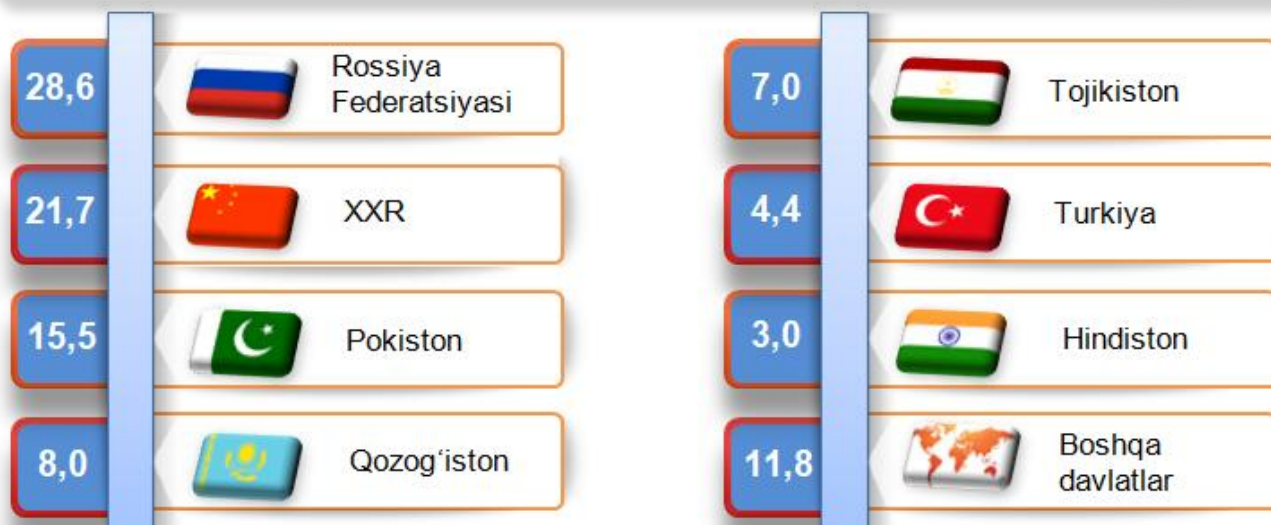 28,6
Rossiya
Federatsiyasi
21,7
XXR
15,5
Pokiston
8,0
Qozog‘iston
7,0
Tojikiston
4,4
Turkiya
3,0
Hindiston
11,8
Boshqa
davlatlar